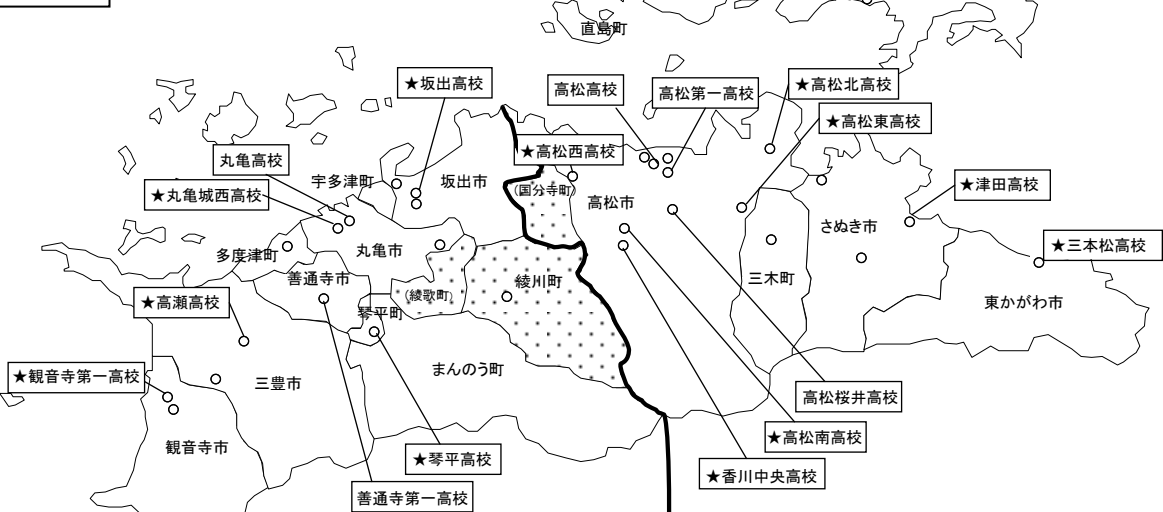 直島町
★坂出高校
高松高校
高松第一高校
★高松北高校
★高松東高校
丸亀高校
★高松西高校
宇多津町
坂出市
★丸亀城西高校
(国分寺町)
高松市
★津田高校
さぬき市
多度津町
丸亀市
★三本松高校
善通寺市
綾川町
三木町
★高瀬高校
(綾歌町)
東かがわ市
琴平町
★観音寺第一高校
三豊市
まんのう町
高松桜井高校
★高松南高校
観音寺市
★琴平高校
★香川中央高校
善通寺第一高校